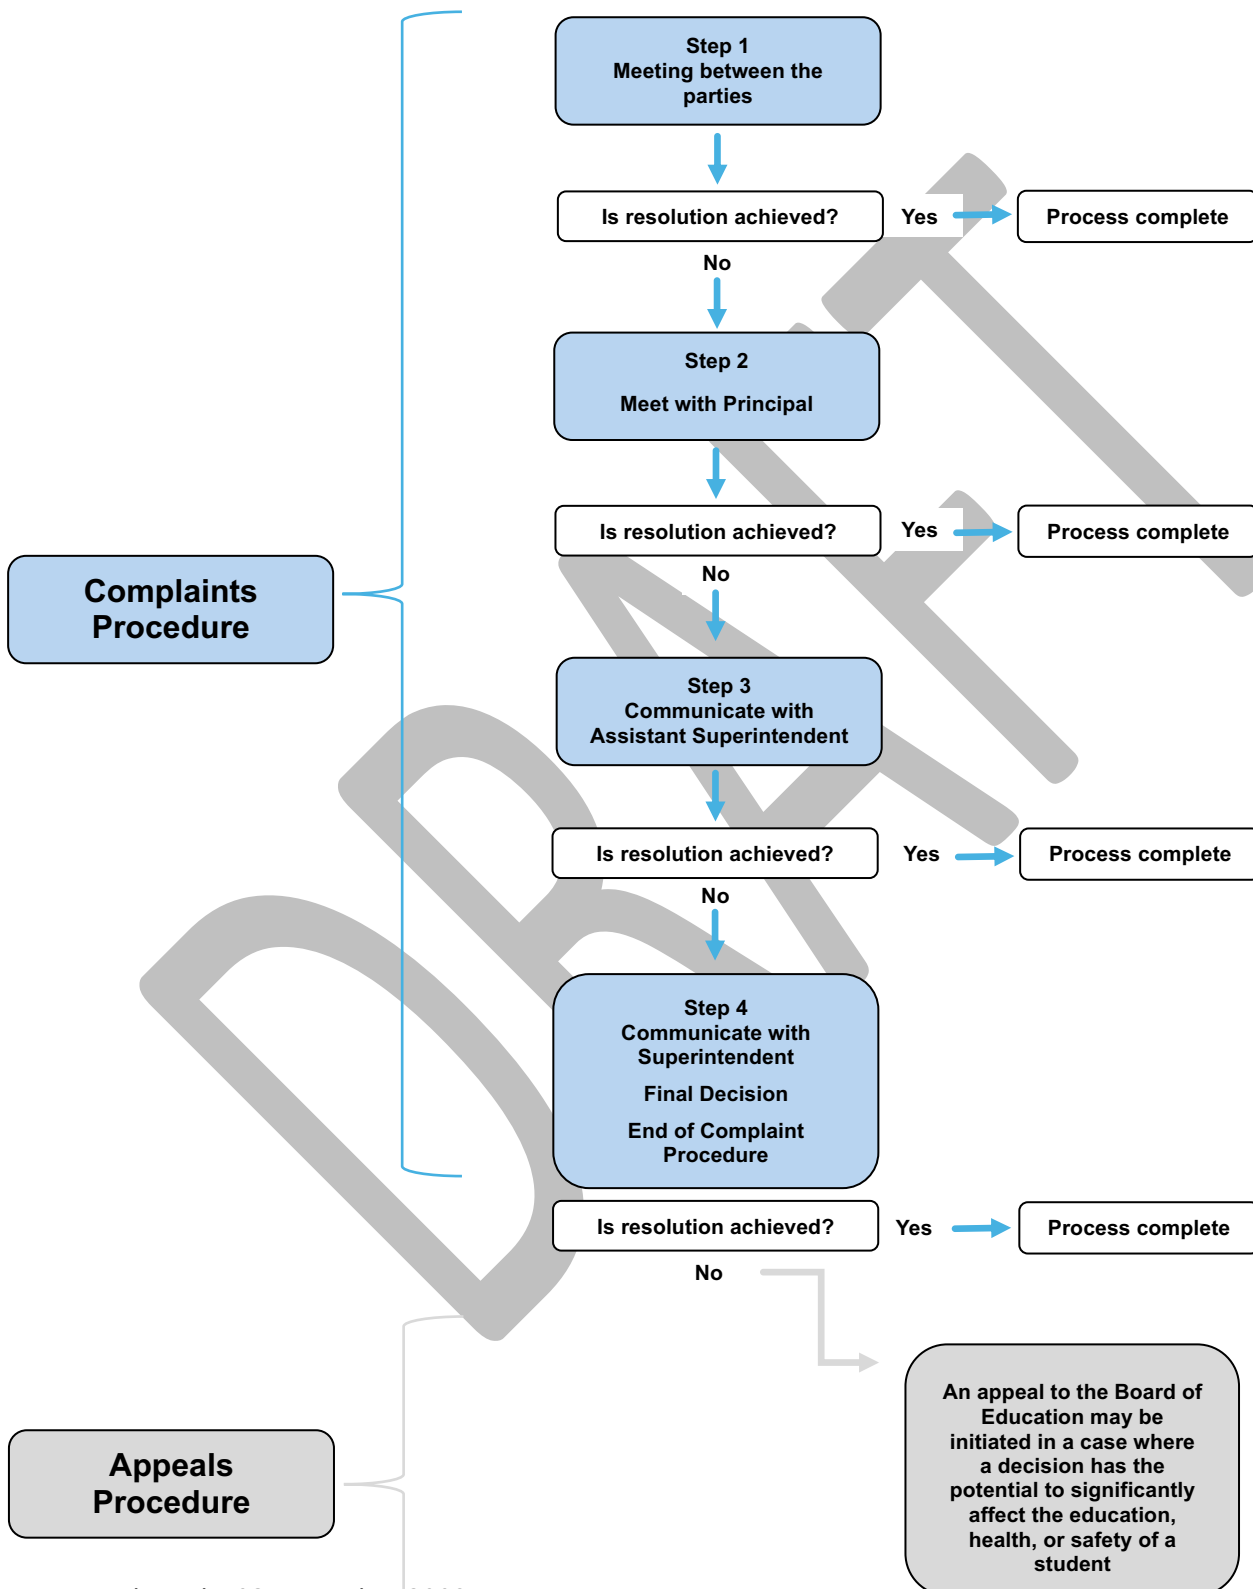 Step 1
Meeting between the
parties
Is resolution achieved?
Yes
Process complete
No
Step 2
Meet with Principal
Is resolution achieved?
Yes
Process complete
No
Complaints
Procedure
Step 3
Communicate with
Assistant Superintendent
Is resolution achieved?
Yes
Process complete
No
Step 4
Communicate with
Superintendent
Final Decision
End of Complaint
Procedure
Is resolution achieved?
Yes
Process complete
No
An appeal to the Board of
Education may be
initiated in a case where
a decision has the
potential to significantly
affect the education,
health, or safety of a
student
Appeals
Procedure
DRAFT